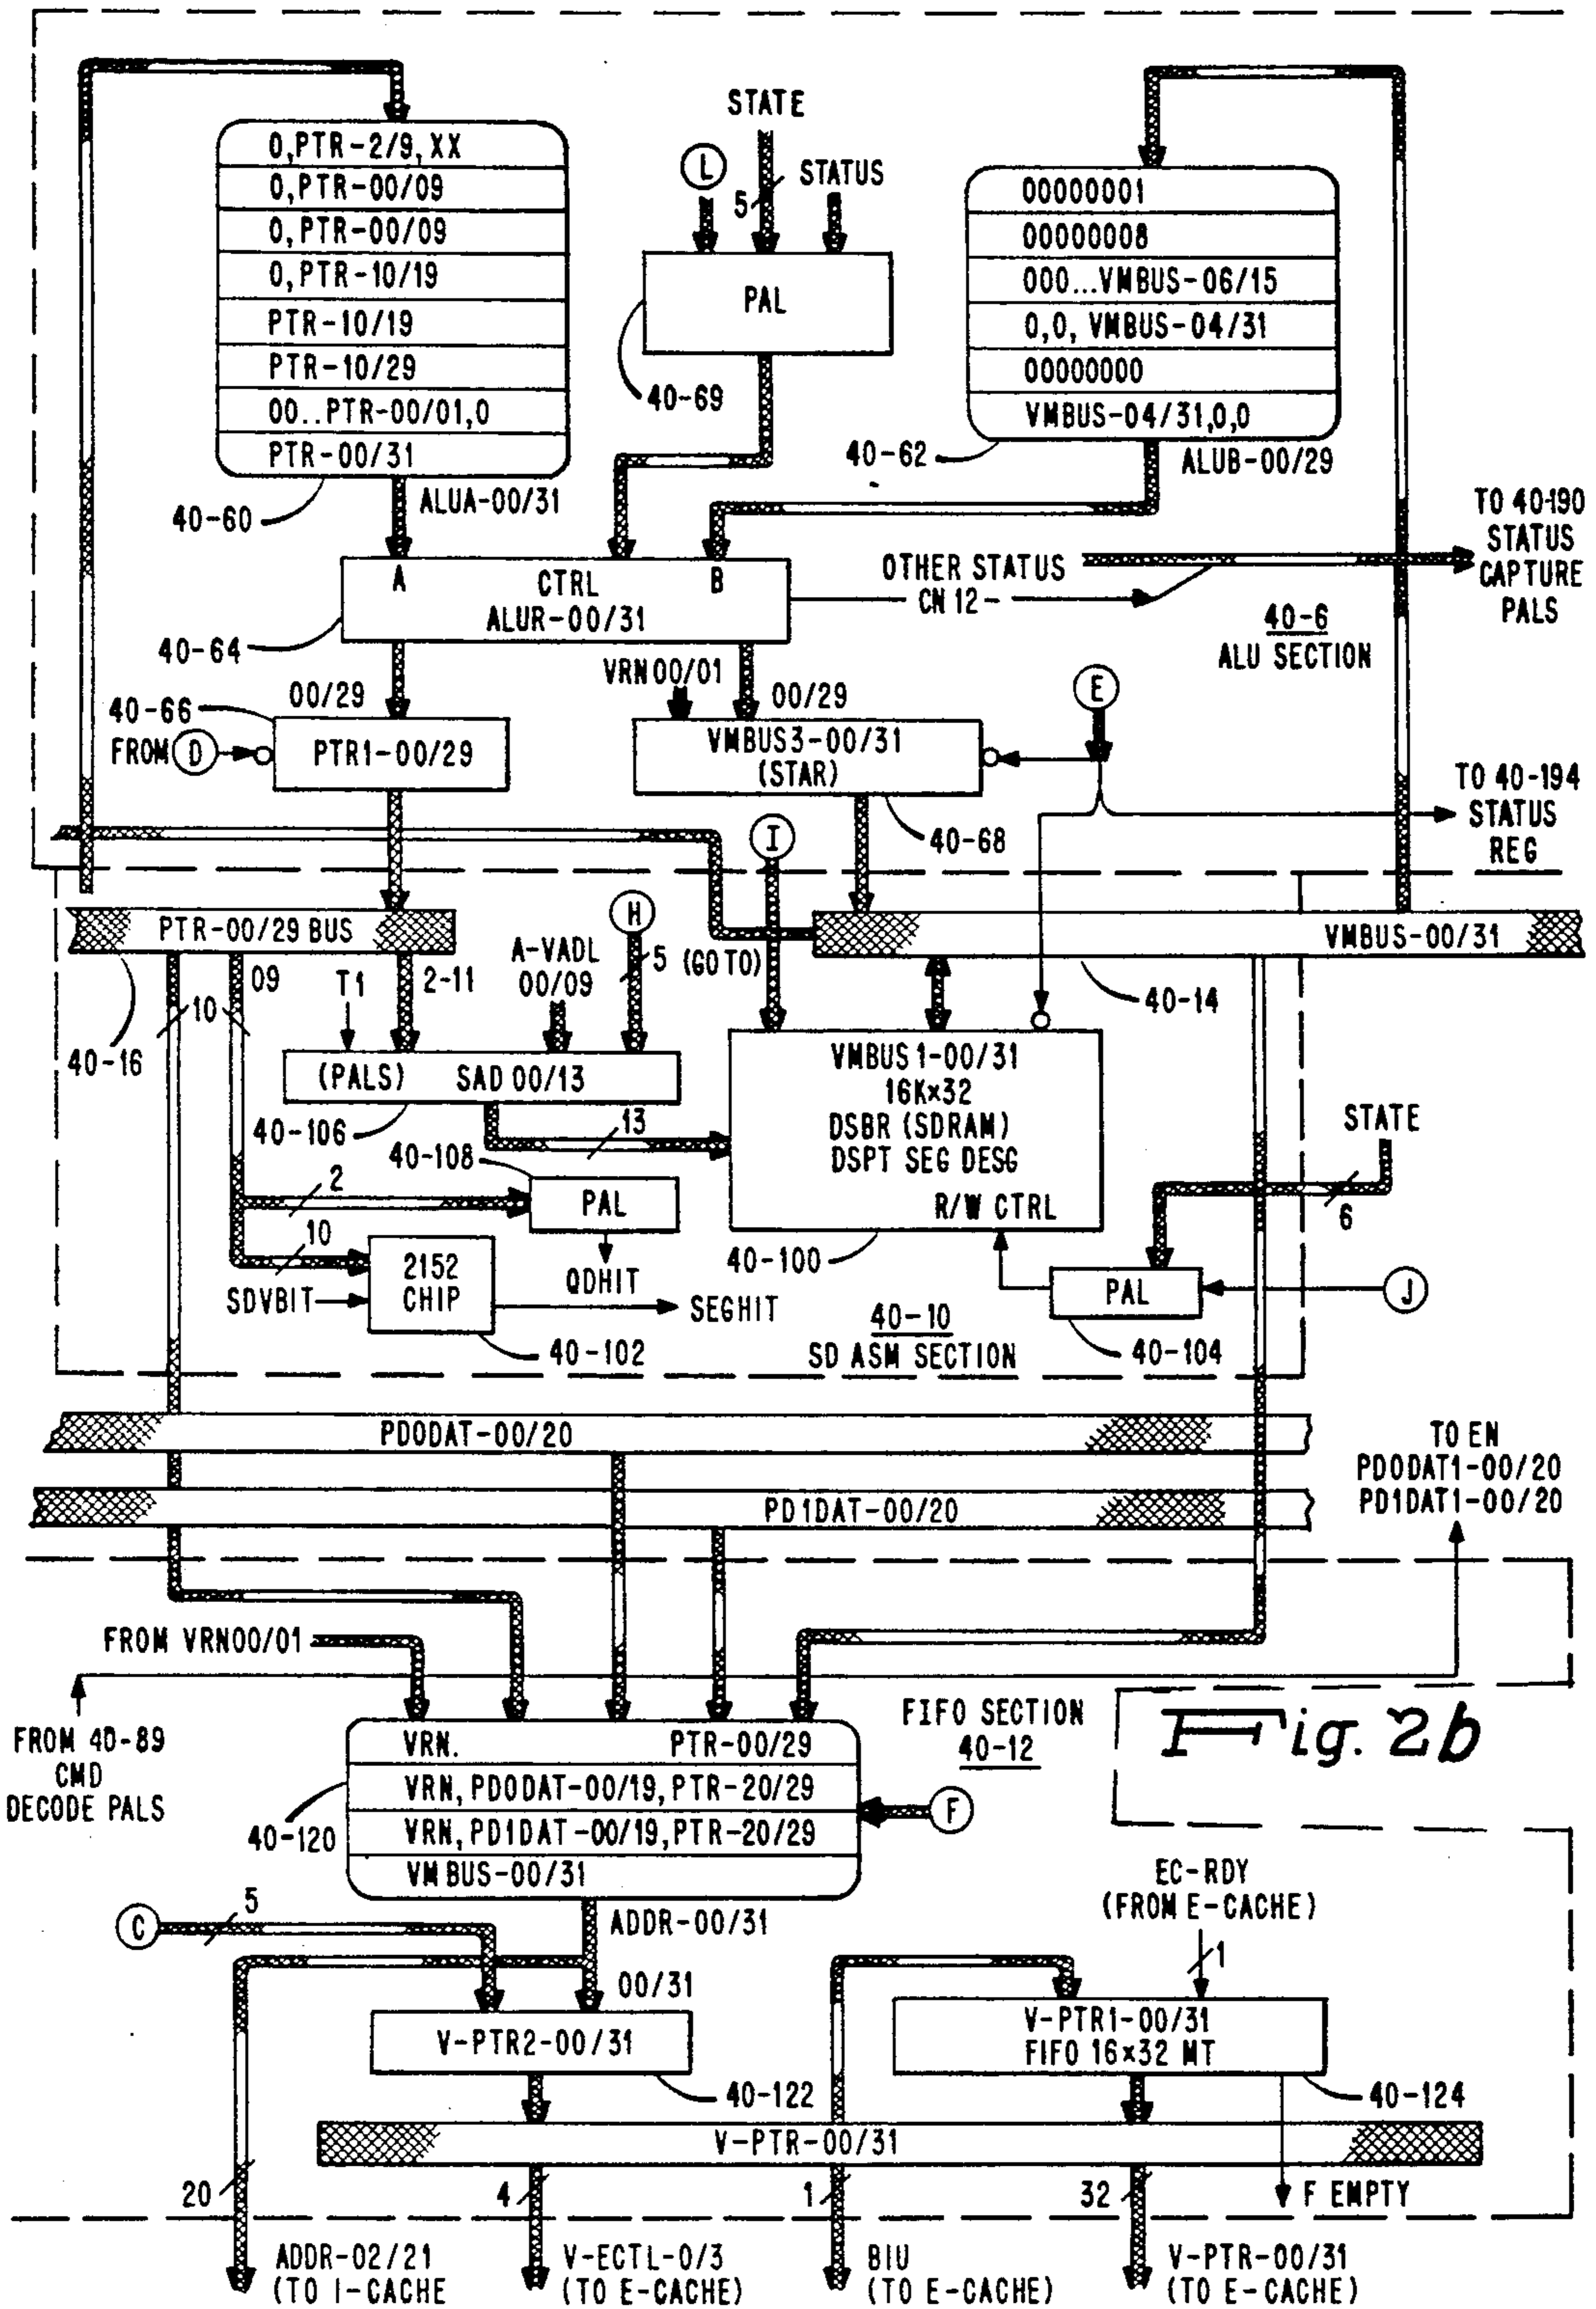 STATE
L
5
STATUS
0,PTR-2/9,XX
0,PTR-00/09
0,PTR-00/09
0,PTR-10/19
PTR-10/19
PTR-10/29
00..PTR-00/01,0
PTR-00/31
PAL
40-69
00000001
00000008
000...VMBUS-06/15
0,0, VMBUS-04/31
00000000
VMBUS-04/31,0,0
40-62
ALUB-00/29
40-60
ALUA-00/31
TO 40-190
STATUS
CAPTURE
PALS
A
CTRL
B
ALUR-00/31
40-64
OTHER STATUS
CN 12-
40-6
ALU SECTION
VRN 00/01
00/29
00/29
40-66
FROM D
PTR1-00/29
VMBUS3-00/31
(STAR)
E
40-68
TO 40-194
STATUS
REG
I
PTR-00/29 BUS
H
VMBUS-00/31
40-16
10
09
T1
2-11
A-VADL
00/09
5 (GO TO)
40-14
(PALS) SAD 00/13
40-106
13
VMBUS 1-00/31
16K×32
DSBR (SDRAM)
DSPT SEG DESG
R/W CTRL
40-100
STATE
6
40-108
2
PAL
QDHIT
10
SDVBIT
2152
CHIP
SEGHIT
40-102
PAL
J
40-104
40-10
SD ASM SECTION
PD0DAT-00/20
PD1DAT-00/20
TO EN
PD0DAT1-00/20
PD1DAT1-00/20
FROM VRN00/01
FROM 40-89
CMD
DECODE PALS
FIFO SECTION
40-12
Fig. 2b
VRN. PTR-00/29
VRN, PD0DAT-00/19, PTR-20/29
VRN, PD1DAT-00/19, PTR-20/29
VMBUS-00/31
40-120
F
C
5
ADDR-00/31
EC-RDY
(FROM E-CACHE)
1
00/31
V-PTR2-00/31
40-122
V-PTR1-00/31
FIFO 16×32 MT
40-124
V-PTR-00/31
20
4
1
32
F EMPTY
ADDR-02/21
(TO I-CACHE
V-ECTL-0/3
(TO E-CACHE)
BIU
(TO E-CACHE)
V-PTR-00/31
(TO E-CACHE)